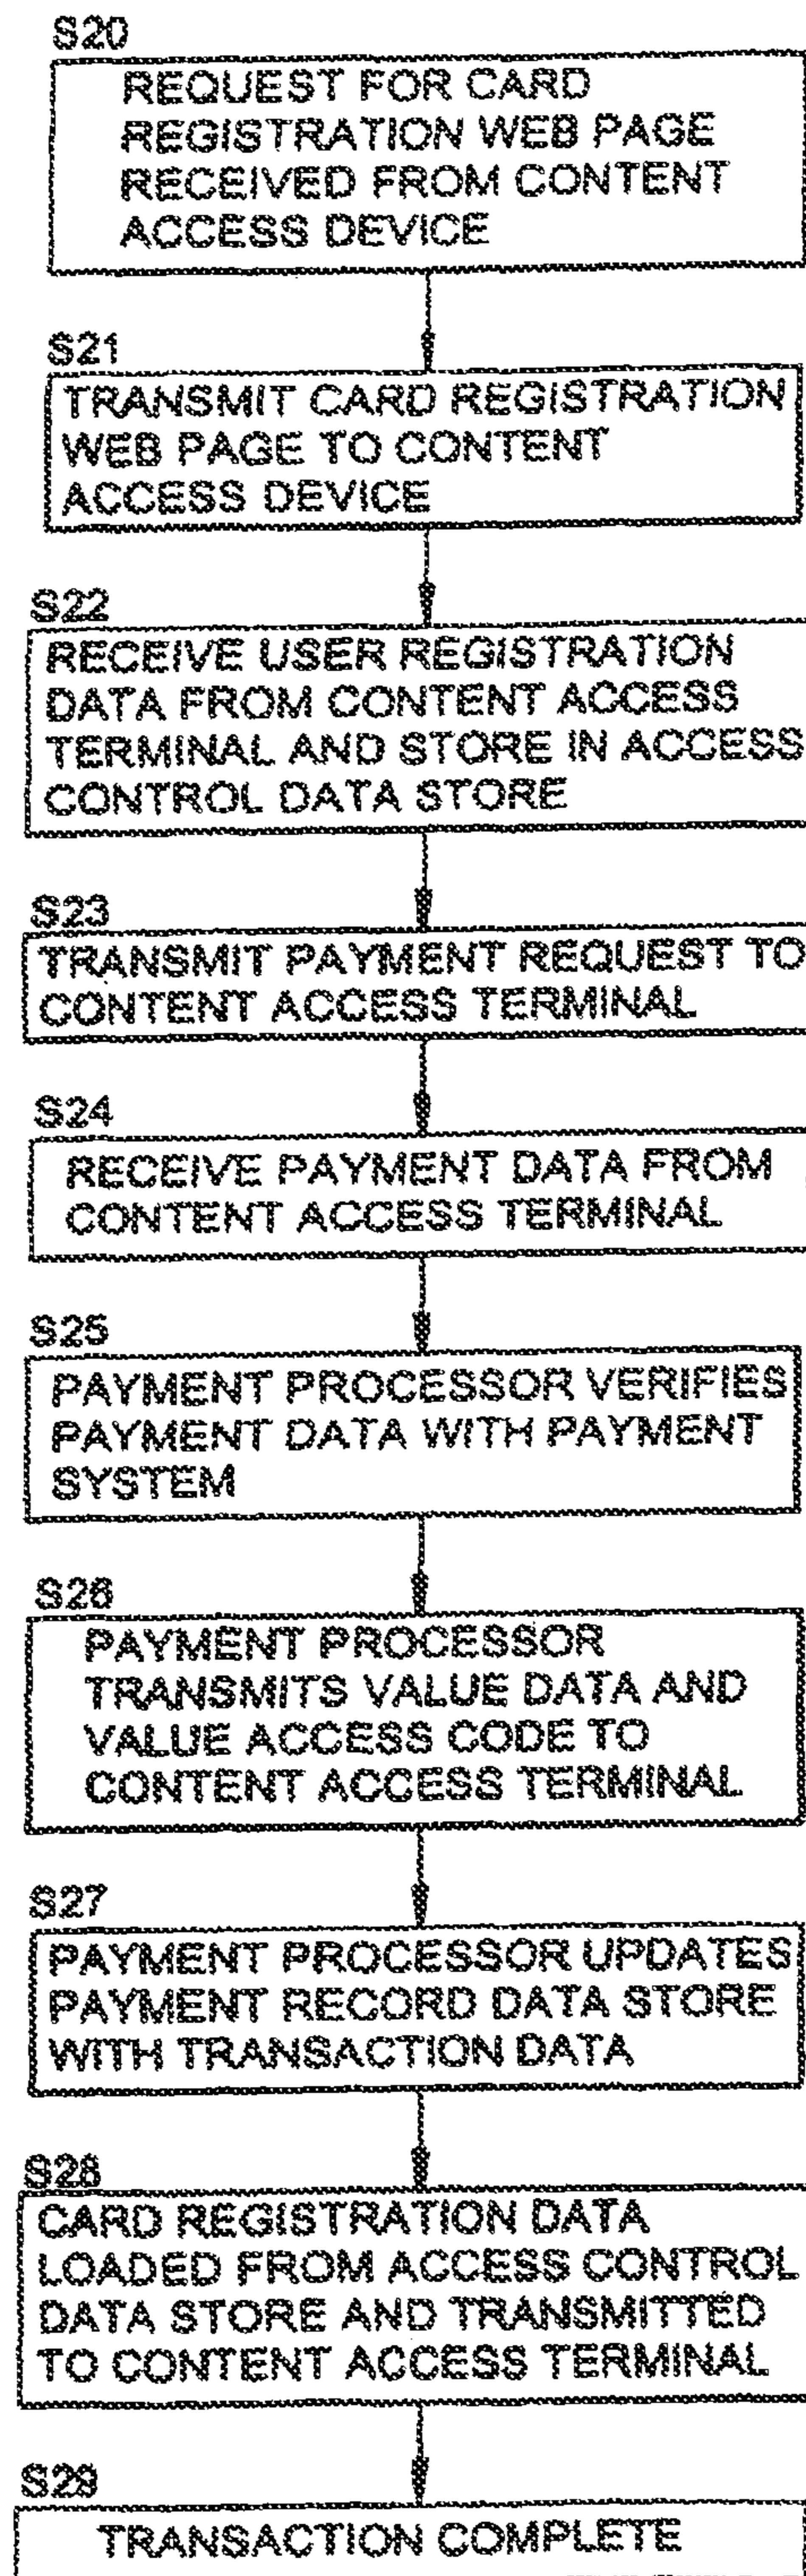 S20
REQUEST FOR CARD
REGISTRATION WEB PAGE
RECEIVED FROM CONTENT
ACCESS DEVICE
S21
TRANSMIT CARD REGISTRATION
WEB PAGE TO CONTENT
ACCESS DEVICE
S22
RECEIVE USER REGISTRATION
DATA FROM CONTENT ACCESS
TERMINAL AND STORE IN ACCESS
CONTROL DATA STORE
S23
TRANSMIT PAYMENT REQUEST TO
CONTENT ACCESS TERMINAL
S24
RECEIVE PAYMENT DATA FROM
CONTENT ACCESS TERMINAL
S25
PAYMENT PROCESSOR VERIFIES
PAYMENT DATA WITH PAYMENT
SYSTEM
S26
PAYMENT PROCESSOR
TRANSMITS VALUE DATA AND
VALUE ACCESS CODE TO
CONTENT ACCESS TERMINAL
S27
PAYMENT PROCESSOR UPDATES
PAYMENT RECORD DATA STORE
WITH TRANSACTION DATA
S28
CARD REGISTRATION DATA
LOADED FROM ACCESS CONTROL
DATA STORE AND TRANSMITTED
TO CONTENT ACCESS TERMINAL
S29
TRANSACTION COMPLETE